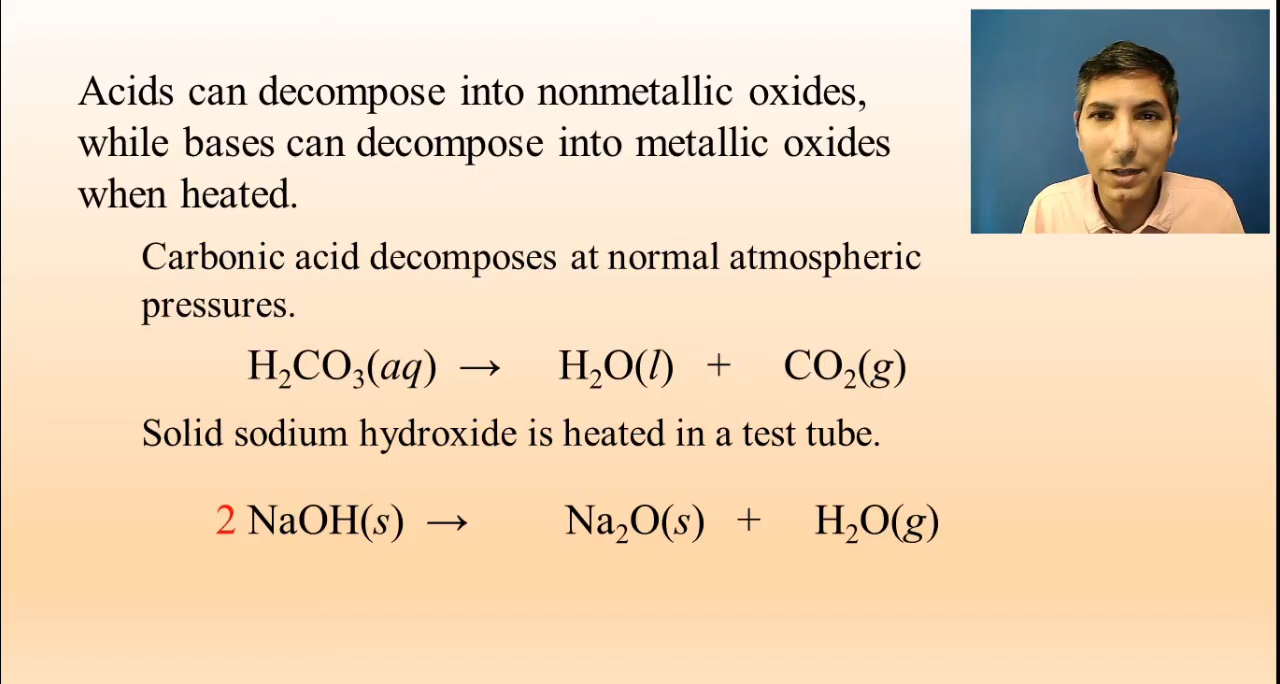 Acids can decompose into nonmetallic oxides,
while bases can decompose into metallic oxides
when heated.
Carbonic acid decomposes at normal atmospheric
pressures.
H₂CO₃(aq) → H₂O(l) + CO₂(g)
Solid sodium hydroxide is heated in a test tube.
2 NaOH(s) → Na₂O(s) + H₂O(g)